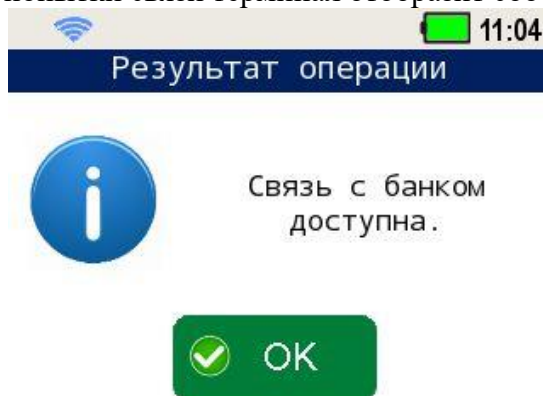 11:04
Результат операции
Связь с банком
доступна.
OK